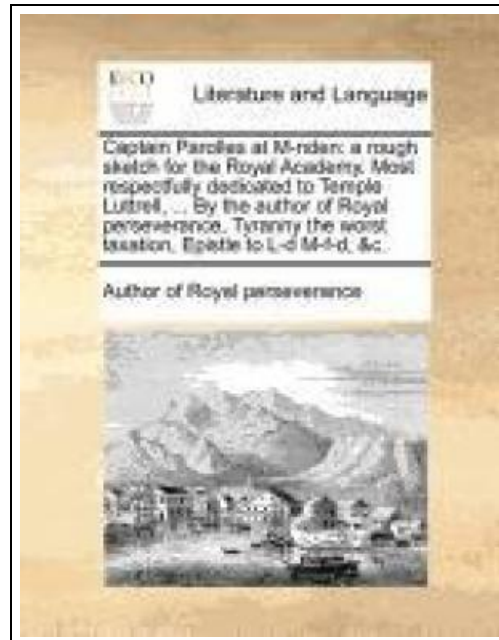 ECCO
Literature and Language
Captain Parolles at M-nden: a rough
sketch for the Royal Academy. Most
respectfully dedicated to Temple
Luttrell, ... By the author of Royal
perseverance, Tyranny the worst
taxation, Epistle to L-d M-f-d, &c.
Author of Royal perseverance